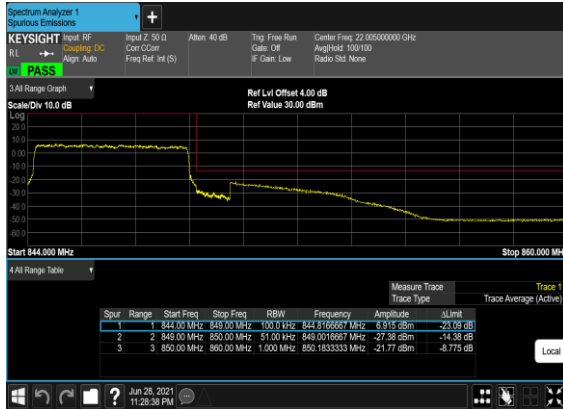 Spectrum Analyzer 1
Spurious Emissions
+
KEYSIGHT Input: RF Input Z: 50 Ω Atten: 40 dB Trig: Free Run Center Freq: 22.005000000 GHz
RL Coupling: DC Corr CCorr Gate: Off Avg|Hold: 100/100
Align: Auto Freq Ref: Int (S) IF Gain: Low Radio Std: None
PASS
3 All Range Graph
Ref Lvl Offset 4.00 dB
Scale/Div 10.0 dB Ref Value 30.00 dBm
Log
20.0
10.0
0.00
-10.0
-20.0
-30.0
-40.0
-50.0
-60.0
Start 844.000 MHz Stop 860.000 MHz
4 All Range Table
Measure Trace Trace 1
Trace Type Trace Average (Active)
Spur Range Start Freq Stop Freq RBW Frequency Amplitude ΔLimit
1 1 844.00 MHz 849.00 MHz 100.0 kHz 844.8166667 MHz 6.915 dBm -23.09 dB
2 2 849.00 MHz 850.00 MHz 51.00 kHz 849.0016667 MHz -27.38 dBm -14.38 dB
3 3 850.00 MHz 860.00 MHz 1.000 MHz 850.1833333 MHz -21.77 dBm -8.775 dB
Local
? Jun 28, 2021
11:28:38 PM